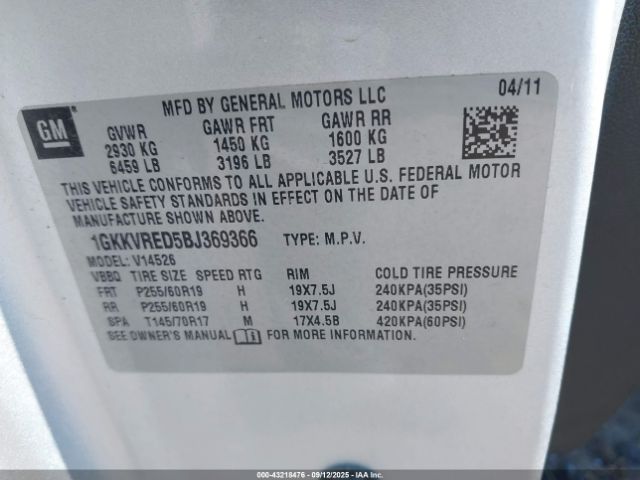 GM
MFD BY GENERAL MOTORS LLC 04/11
GVWR GAWR FRT GAWR RR
2930 KG 1450 KG 1600 KG
6459 LB 3196 LB 3527 LB
THIS VEHICLE CONFORMS TO ALL APPLICABLE U.S. FEDERAL MOTOR
VEHICLE SAFETY STANDARDS IN EFFECT ON THE DATE OF
MANUFACTURE SHOWN ABOVE.
1GKKVRED5BJ369366 TYPE: M.P.V.
MODEL: V14526
VBBQ TIRE SIZE SPEED RTG RIM COLD TIRE PRESSURE
FRT P255/60R19 H 19X7.5J 240KPA(35PSI)
RR P255/60R19 H 19X7.5J 240KPA(35PSI)
SPA T145/70R17 M 17X4.5B 420KPA(60PSI)
SEE OWNER'S MANUAL FOR MORE INFORMATION.
000-43218476 - 09/12/2025 - IAAI.COM